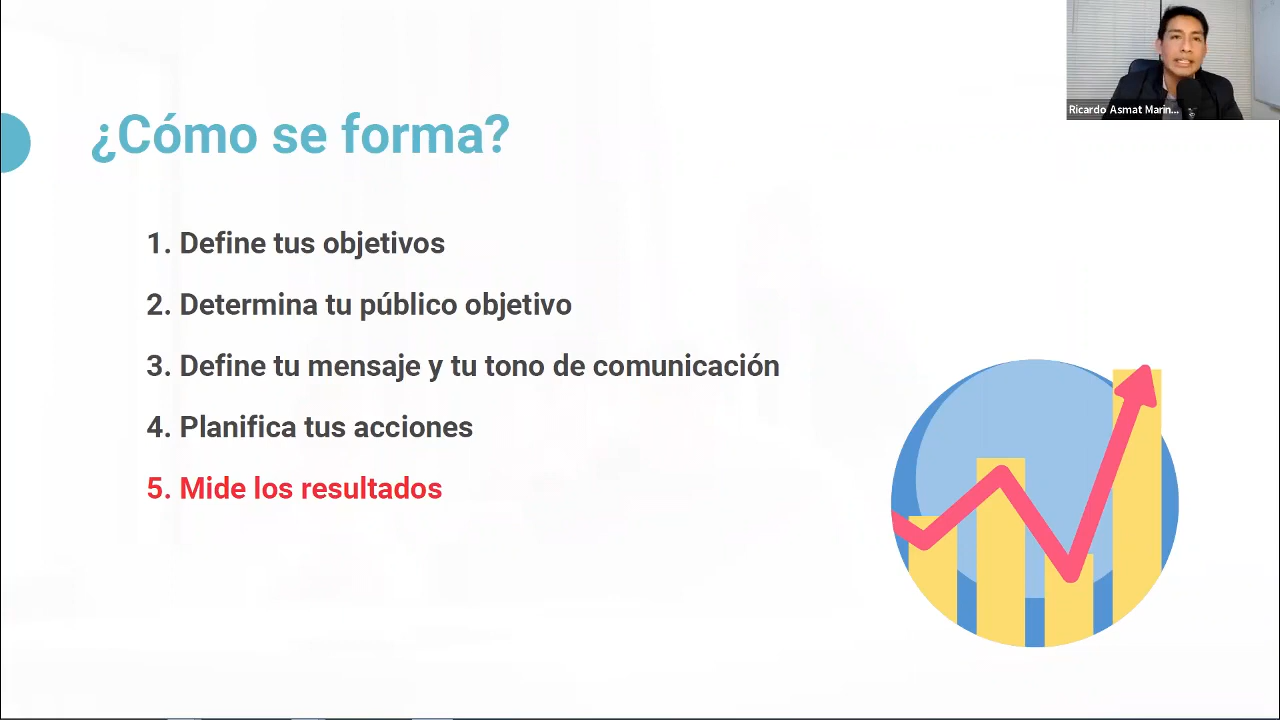 Ricardo Asmat Marin...
¿Cómo se forma?
1. Define tus objetivos
2. Determina tu público objetivo
3. Define tu mensaje y tu tono de comunicación
4. Planifica tus acciones
5. Mide los resultados